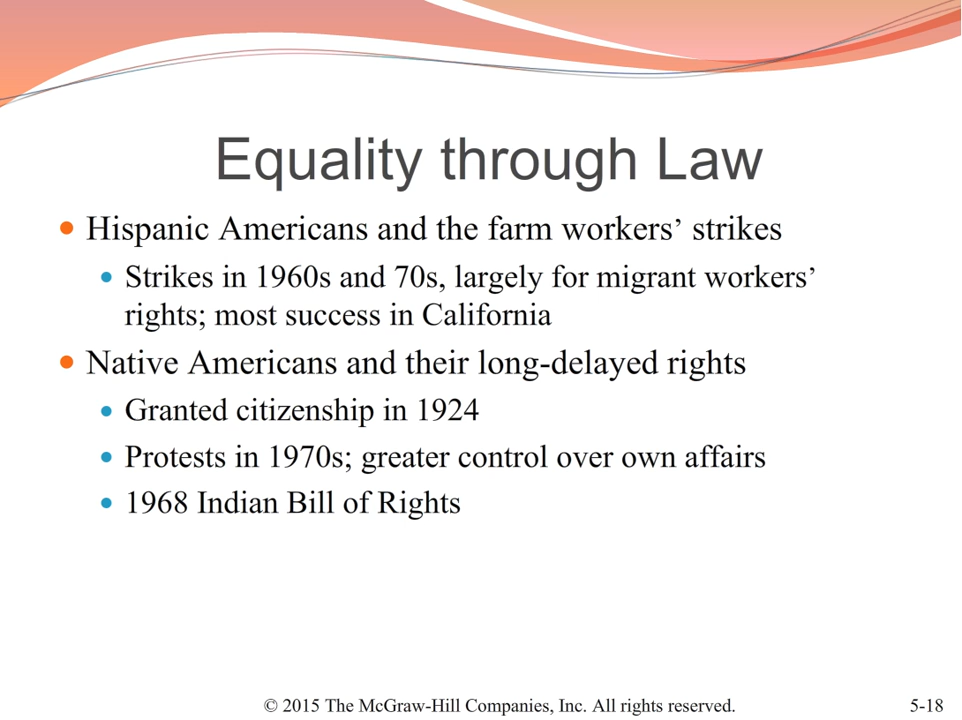 Equality through Law
• Hispanic Americans and the farm workers’ strikes
• Strikes in 1960s and 70s, largely for migrant workers’
rights; most success in California
• Native Americans and their long-delayed rights
• Granted citizenship in 1924
• Protests in 1970s; greater control over own affairs
• 1968 Indian Bill of Rights
© 2015 The McGraw-Hill Companies, Inc. All rights reserved. 5-18